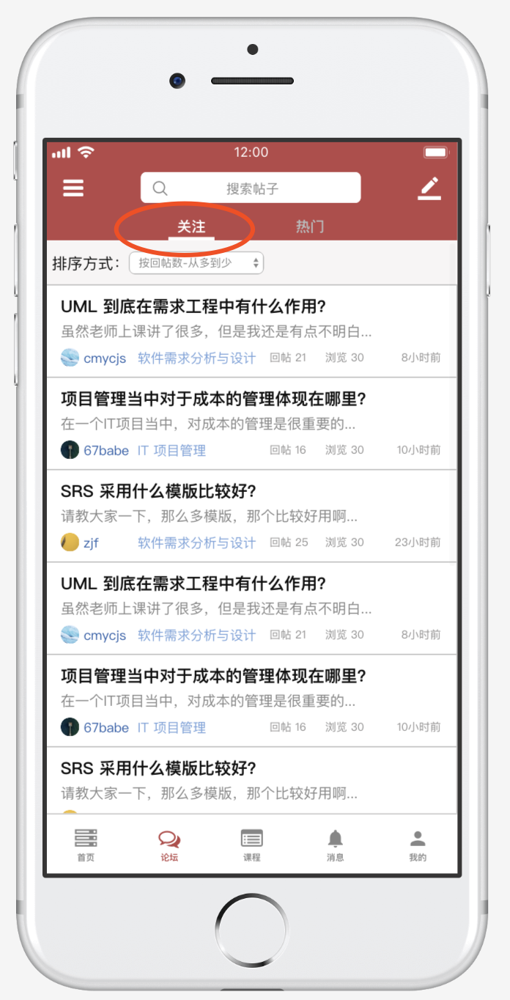 12:00
搜索帖子
关注 热门
排序方式： 按回帖数-从多到少
UML 到底在需求工程中有什么作用?
虽然老师上课讲了很多，但是我还是有点不明白...
cmycjs 软件需求分析与设计 回帖 21 浏览 30 8小时前
项目管理当中对于成本的管理体现在哪里?
在一个IT项目当中，对成本的管理是很重要的...
67babe IT 项目管理 回帖 16 浏览 30 10小时前
SRS 采用什么模版比较好?
请教大家一下，那么多模版，那个比较好用啊...
zjf 软件需求分析与设计 回帖 25 浏览 30 23小时前
UML 到底在需求工程中有什么作用?
虽然老师上课讲了很多，但是我还是有点不明白...
cmycjs 软件需求分析与设计 回帖 21 浏览 30 8小时前
项目管理当中对于成本的管理体现在哪里?
在一个IT项目当中，对成本的管理是很重要的...
67babe IT 项目管理 回帖 16 浏览 30 10小时前
SRS 采用什么模版比较好?
请教大家一下，那么多模版，那个比较好用啊...
首页 论坛 课程 消息 我的